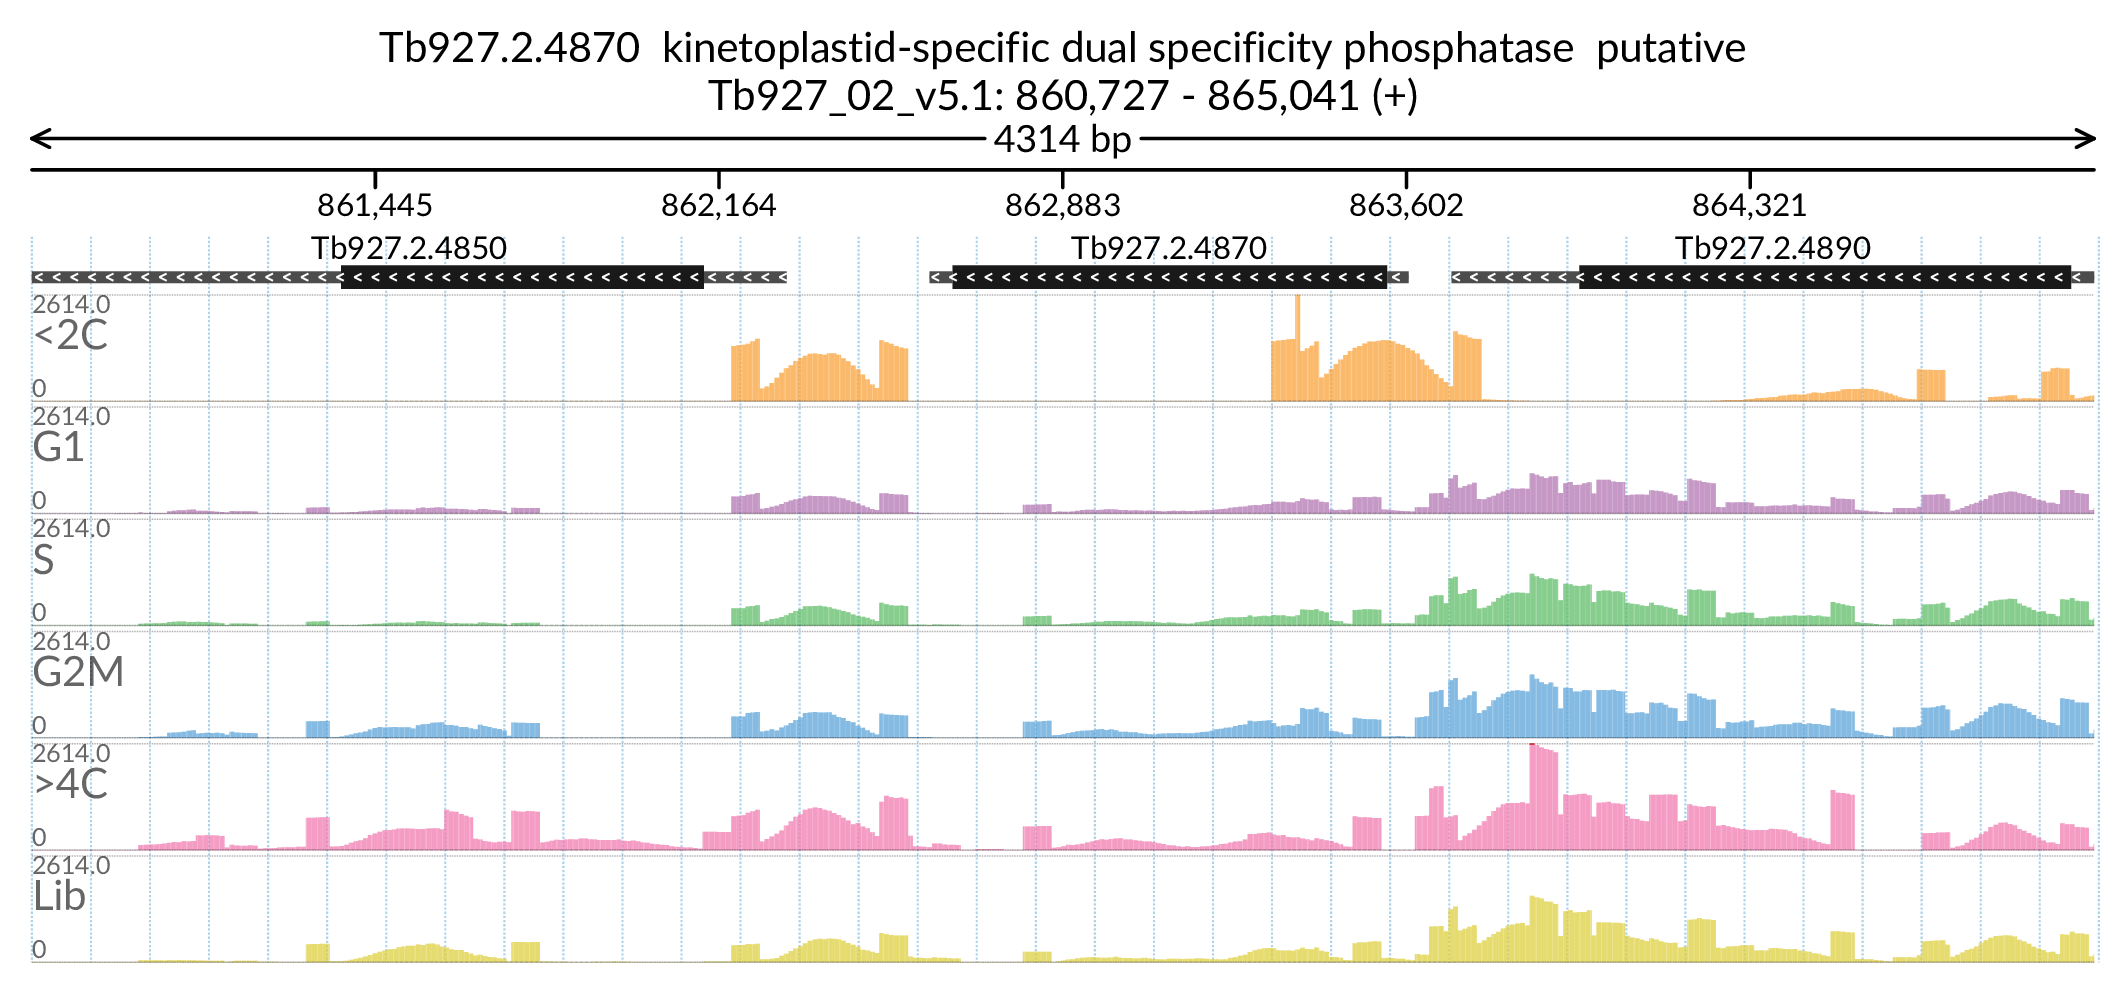 Tb927.2.4870  kinetoplastid-specific dual specificity phosphatase  putative
Tb927_02_v5.1: 860,727 - 865,041 (+)
4314 bp
861,445 862,164 862,883 863,602 864,321
Tb927.2.4850 Tb927.2.4870 Tb927.2.4890
2614.0
<2C
0
2614.0
G1
0
2614.0
S
0
2614.0
G2M
0
2614.0
>4C
0
2614.0
Lib
0